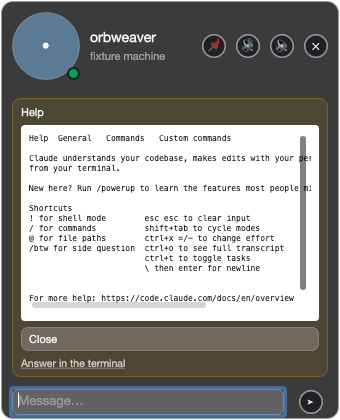 orbweaver
fixture machine
Help
Help General Commands Custom commands
Claude understands your codebase, makes edits with your per
from your terminal.
New here? Run /powerup to learn the features most people mi
Shortcuts
! for shell mode esc esc to clear input
/ for commands shift+tab to cycle modes
@ for file paths ctrl+x =/~ to change effort
/btw for side question ctrl+o to see full transcript
ctrl+t to toggle tasks
\ then enter for newline
For more help: https://code.claude.com/docs/en/overview
Close
Answer in the terminal
Message…